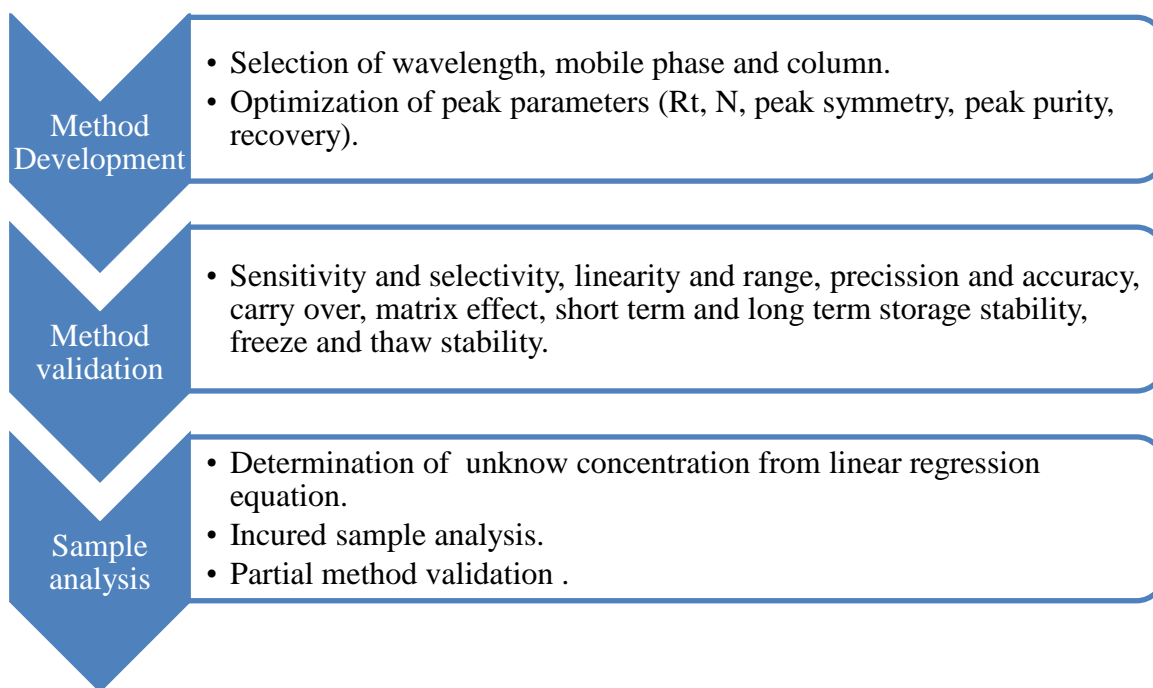 Method
Development
• Selection of wavelength, mobile phase and column.
• Optimization of peak parameters (Rt, N, peak symmetry, peak purity,
recovery).
Method
validation
• Sensitivity and selectivity, linearity and range, precission and accuracy,
carry over, matrix effect, short term and long term storage stability,
freeze and thaw stability.
Sample
analysis
• Determination of unknow concentration from linear regression
equation.
• Incured sample analysis.
• Partial method validation .